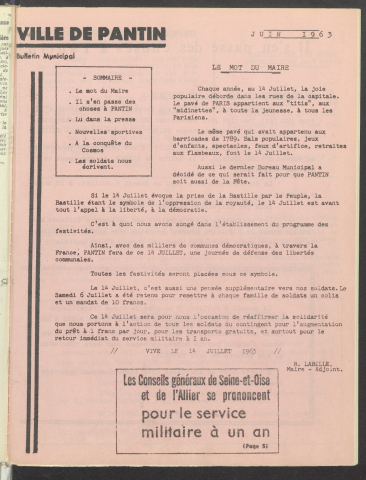 VILLE DE PANTIN
JUIN 1963
Bulletin Municipal
LE MOT DU MAIRE
- SOMMAIRE -
. Le mot du Maire
. Il s'en passe des
choses à PANTIN
. Lu dans la presse
. Nouvelles sportives
. A la conquête du
Cosmos
. Les soldats nous
écrivent.
Chaque année, au 14 Juillet, la joie
populaire déborde dans les rues de la capitale.
Le pavé de PARIS appartient aux "titis", aux
"midinettes", à toute la jeunesse, à tous les
Parisiens.
Le même pavé qui avait appartenu aux
barricades de 1789. Bals populaires, jeux
d'enfants, spectacles, feux d'artifices, retraites
aux flambeaux, font le 14 Juillet.
Aussi le dernier Bureau Municipal a
décidé de ce qui serait fait pour que PANTIN
soit aussi de la Fête.
Si le 14 Juillet évoque la prise de la Bastille par le Peuple, la
Bastille étant le symbole de l'oppression de la royauté, le 14 Juillet est avant
tout l'appel à la liberté, à la démocratie.
C'est à quoi nous avons songé dans l'établissement du programme des
festivités.
Ainsi, avec des milliers de communes démocratiques, à travers la
France, PANTIN fera de ce 14 JUILLET, une journée de défense des libertés
communales.
Toutes les festivités seront placées sous ce symbole.
Le 14 Juillet, c'est aussi une pensée supplémentaire vers nos soldats. Le
Samedi 6 Juillet a été retenu pour remettre à chaque famille de soldats un colis
et un mandat de 10 francs.
Ce 14 Juillet sera pour nous l'occasion de réaffirmer la solidarité
que nous portons à l'action de tous les soldats du contingent pour l'augmentation
du prêt à 1 franc par jour, pour les transports gratuits, et surtout pour le
retour immédiat du service militaire à 1 an.
// VIVE LE 14 JUILLET 1963 //
Maire - Adjoint.
Les Conseils généraux de Seine-et-Oise
et de l'Allier se prononcent
pour le service
militaire à un an
(Page 5)